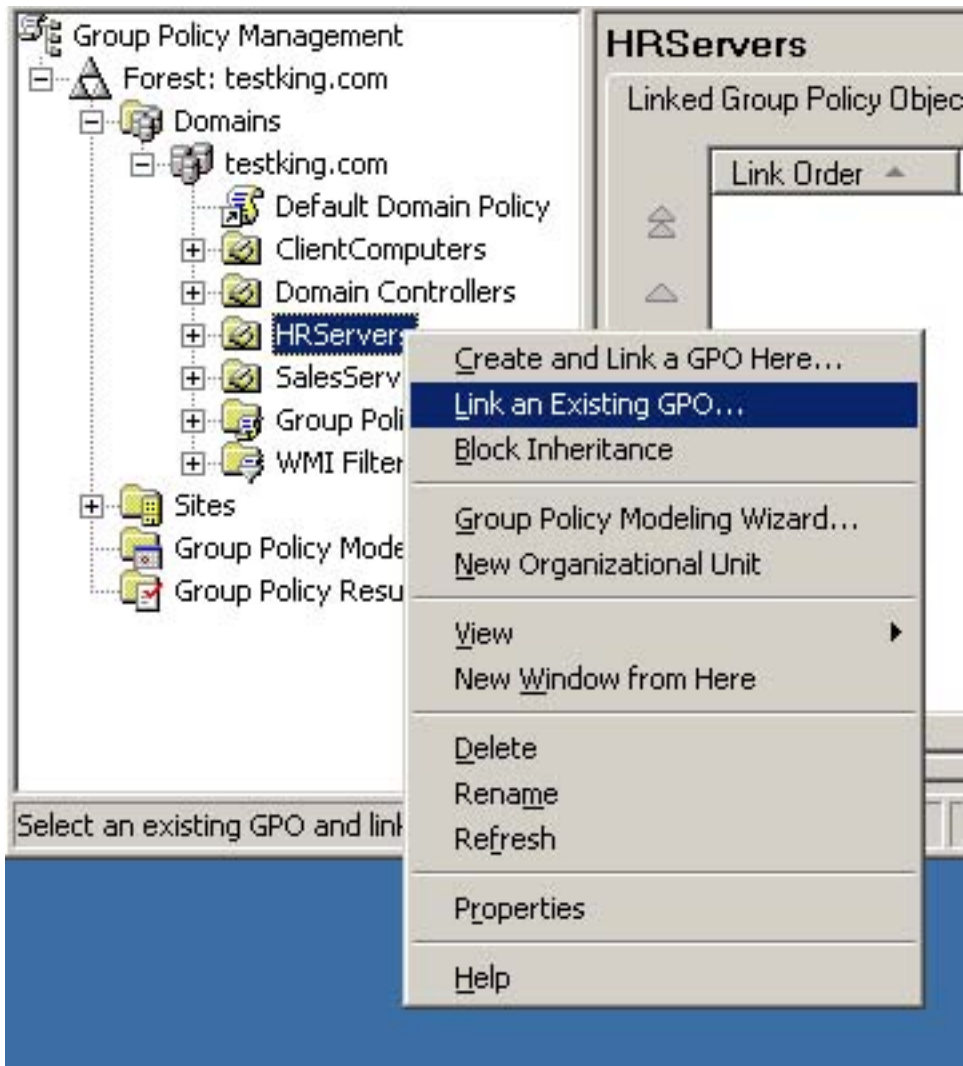 Group Policy Management
Forest: testking.com
Domains
testking.com
Default Domain Policy
ClientComputers
Domain Controllers
HRServers
SalesServ
Group Poli
WMI Filter
Sites
Group Policy Mode
Group Policy Resu
Select an existing GPO and link
HRServers
Linked Group Policy Objec
Link Order
Create and Link a GPO Here...
Link an Existing GPO...
Block Inheritance
Group Policy Modeling Wizard...
New Organizational Unit
View
New Window from Here
Delete
Rename
Refresh
Properties
Help